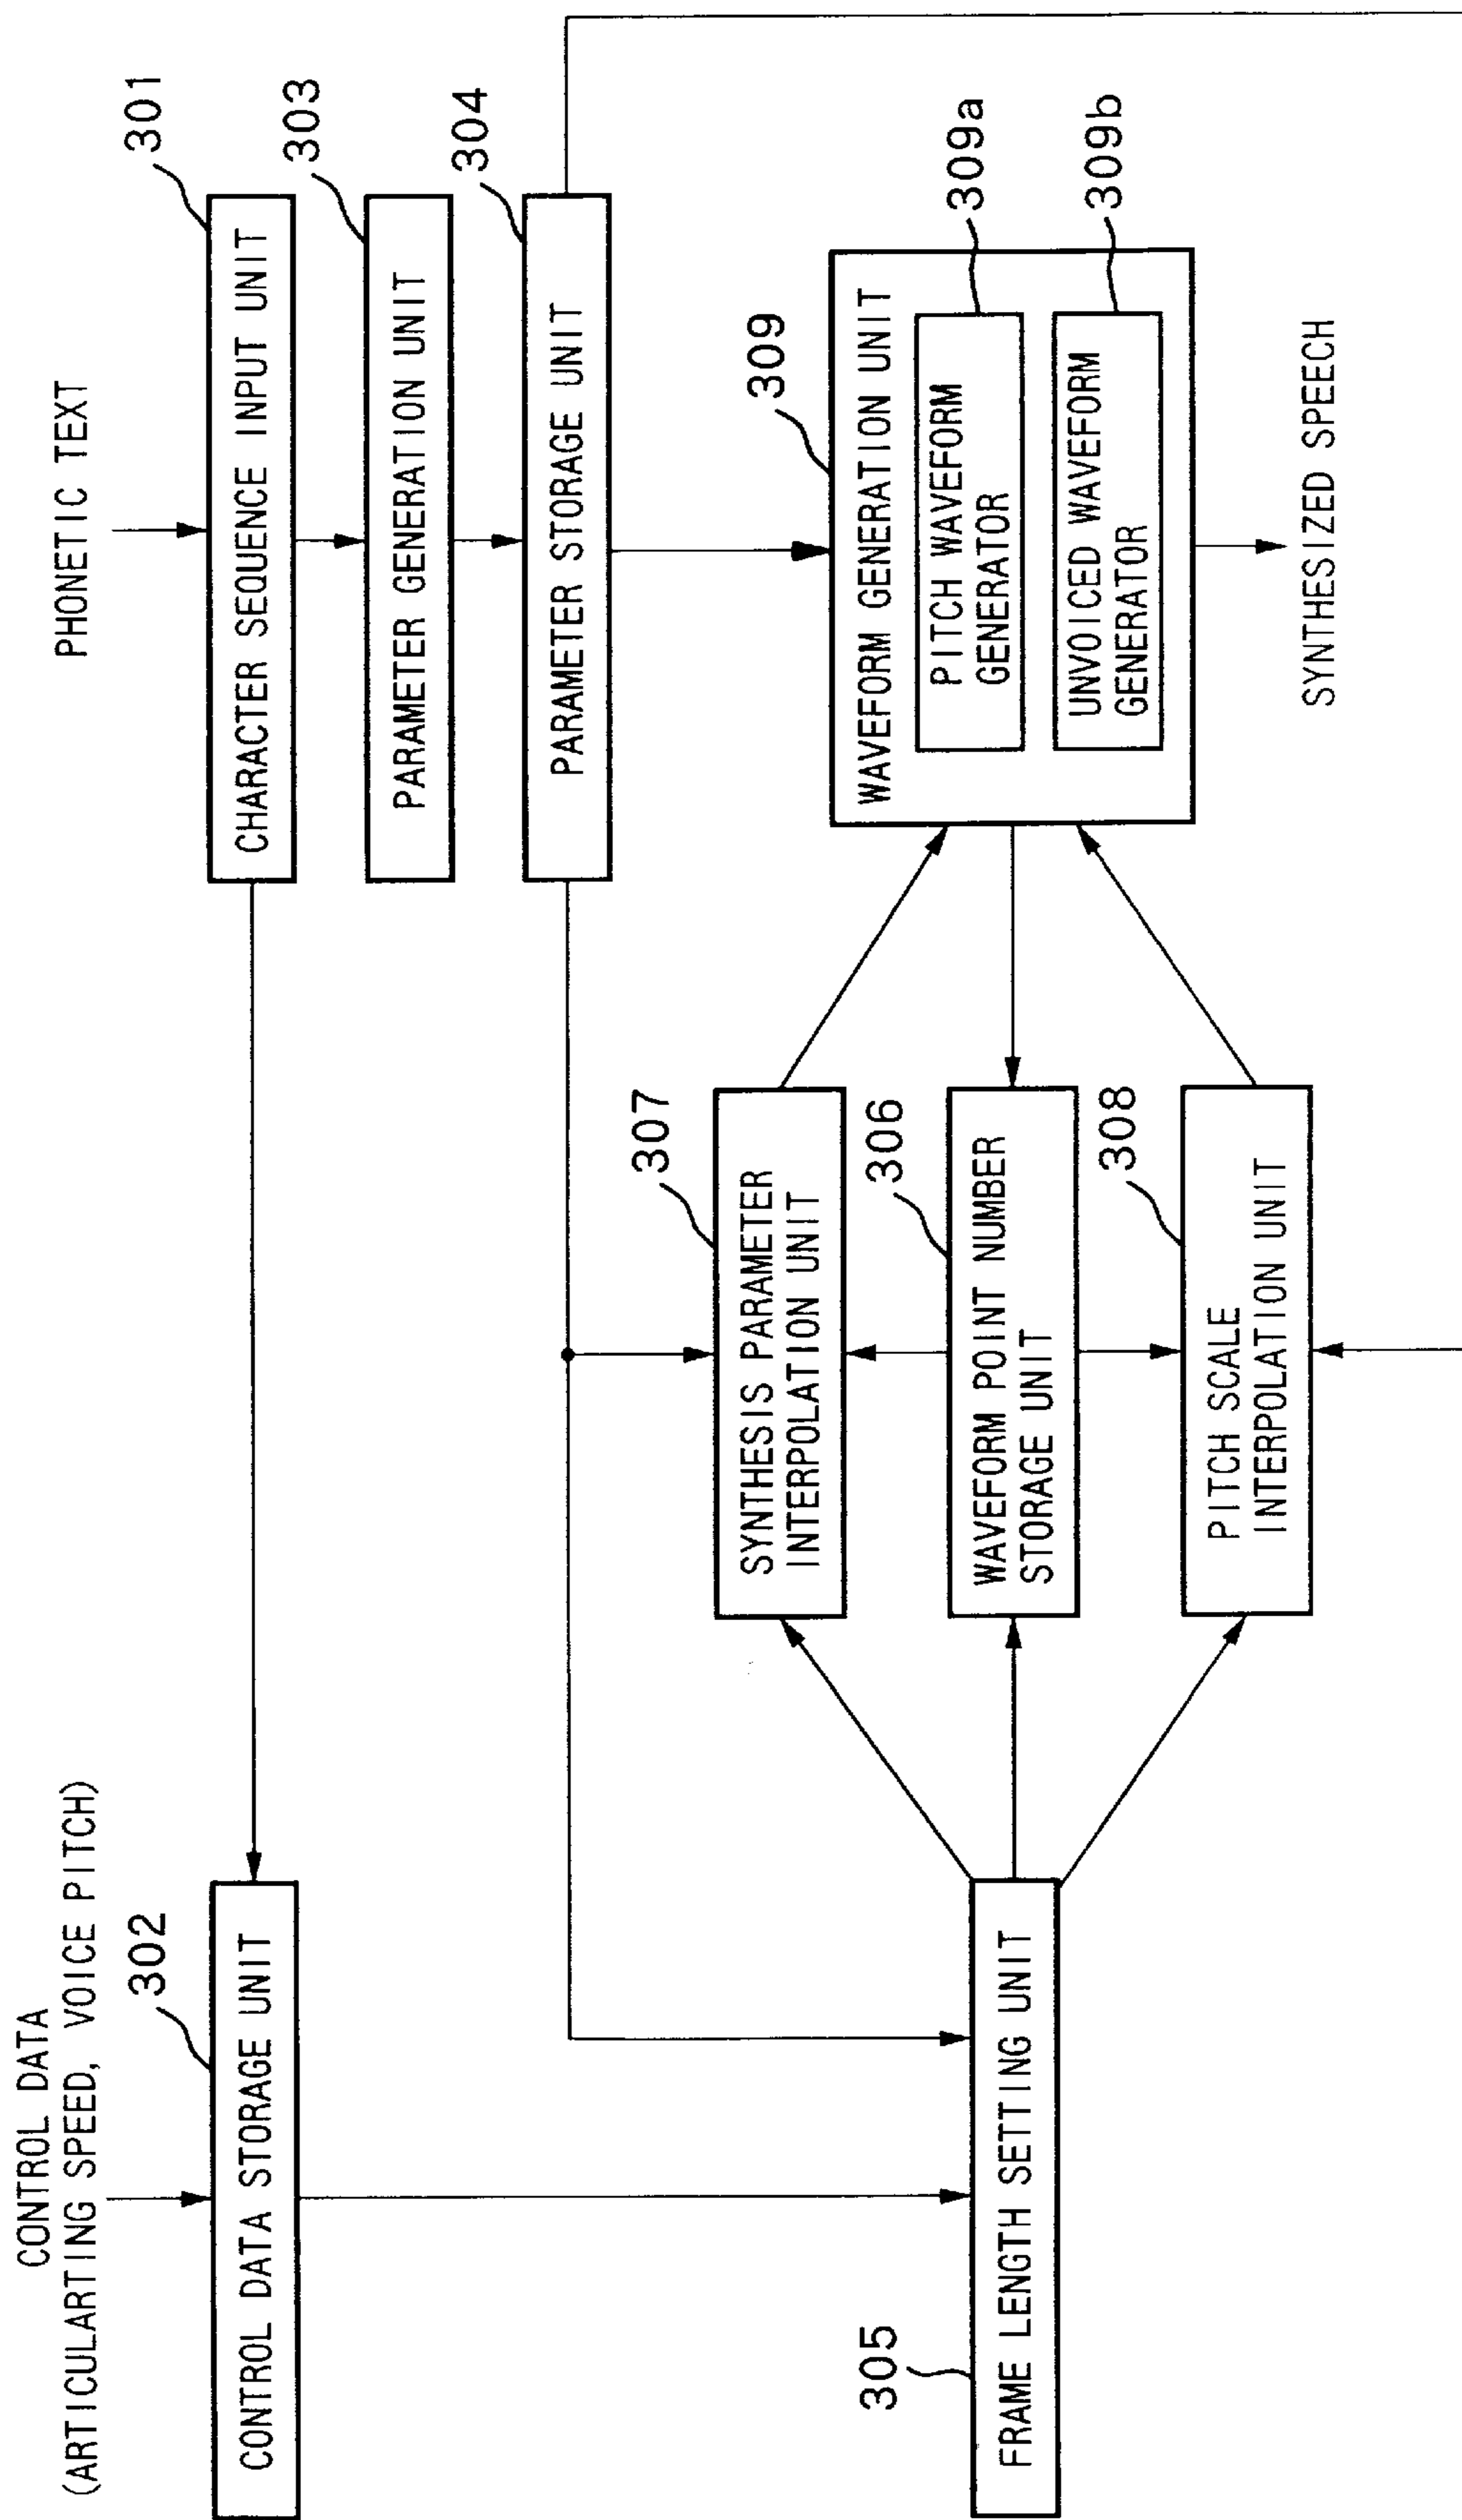 CONTROL DATA
(ARTICULARTING SPEED, VOICE PITCH)
302
CONTROL DATA STORAGE UNIT
PHONETIC TEXT
301
CHARACTER SEQUENCE INPUT UNIT
303
PARAMETER GENERATION UNIT
304
PARAMETER STORAGE UNIT
305
FRAME LENGTH SETTING UNIT
307
SYNTHESIS PARAMETER
INTERPOLATION UNIT
306
WAVEFORM POINT NUMBER
STORAGE UNIT
308
PITCH SCALE
INTERPOLATION UNIT
309
WAVEFORM GENERATION UNIT
309a
PITCH WAVEFORM
GENERATOR
309b
UNVOICED WAVEFORM
GENERATOR
SYNTHESIZED SPEECH